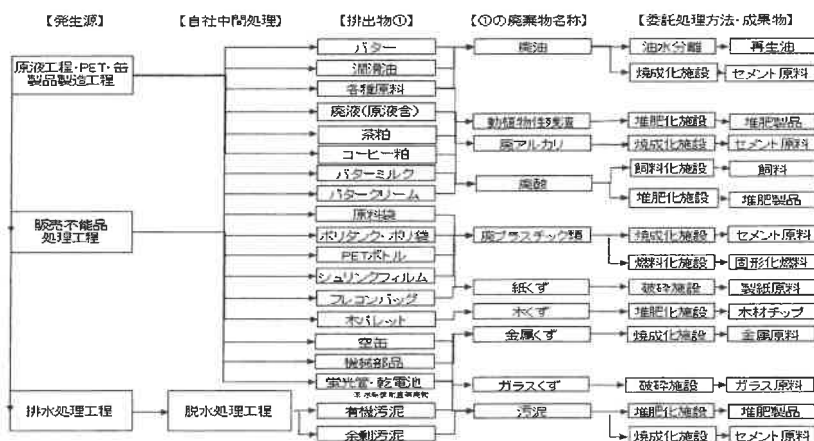 【発生源】 【自社中間処理】 【排出物①】 【①の廃棄物名称】 【委託処理方法・成果物】
原液工程・PET・缶
製品製造工程
販売不能品
処理工程
排水処理工程
脱水処理工程
バター
潤滑油
各種原料
廃液(原液含)
茶粕
コーヒー粕
バターミルク
バタークリーム
原料袋
ポリタンク・ポリ袋
PETボトル
シュリンクフィルム
フレコンバッグ
木パレット
空缶
機械部品
蛍光管・乾電池
有機汚泥
余剰汚泥
廃油
動植物性残渣
廃アルカリ
廃酸
廃プラスチック類
紙くず
木くず
金属くず
ガラスくず
汚泥
油水分離 再生油
焼成化施設 セメント原料
堆肥化施設 堆肥製品
焼成化施設 セメント原料
飼料化施設 飼料
堆肥化施設 堆肥製品
焼成化施設 セメント原料
燃料化施設 固形化燃料
破砕施設 製紙原料
堆肥化施設 木材チップ
焼成化施設 金属原料
破砕施設 ガラス原料
堆肥化施設 堆肥製品
焼成化施設 セメント原料